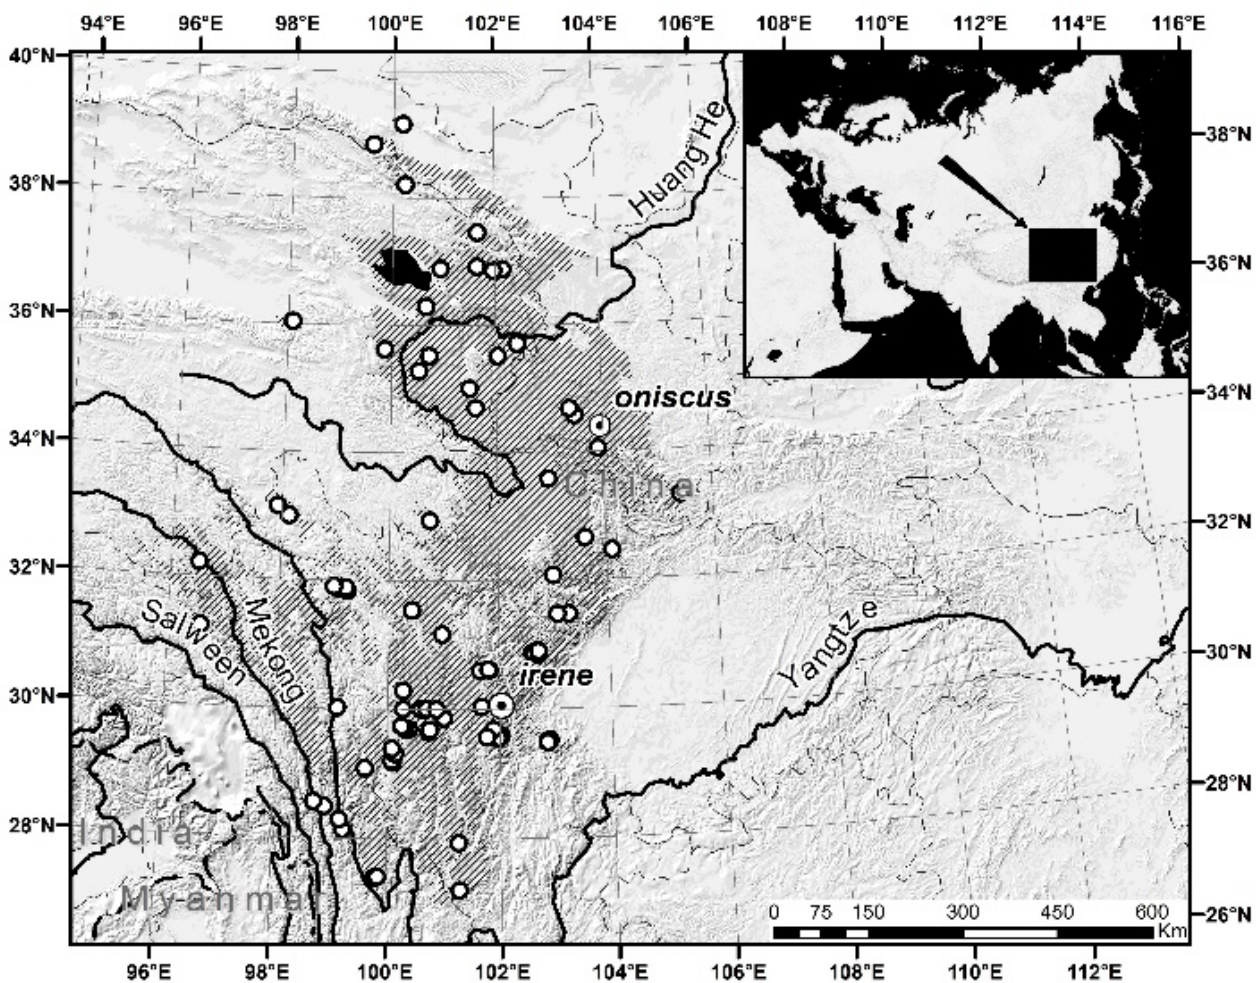 94°E 96°E 98°E 100°E 102°E 104°E 106°E 108°E 110°E 112°E 114°E 116°E
40°N
38°N
38°N
Huang He
36°N
36°N
34°N
34°N
oniscus
China
32°N
32°N
Salween
Mekong
Yangtze
30°N
30°N
irene
28°N
28°N
India
Myanmar
26°N
0 75 150 300 450 600
Km
96°E 98°E 100°E 102°E 104°E 106°E 108°E 110°E 112°E